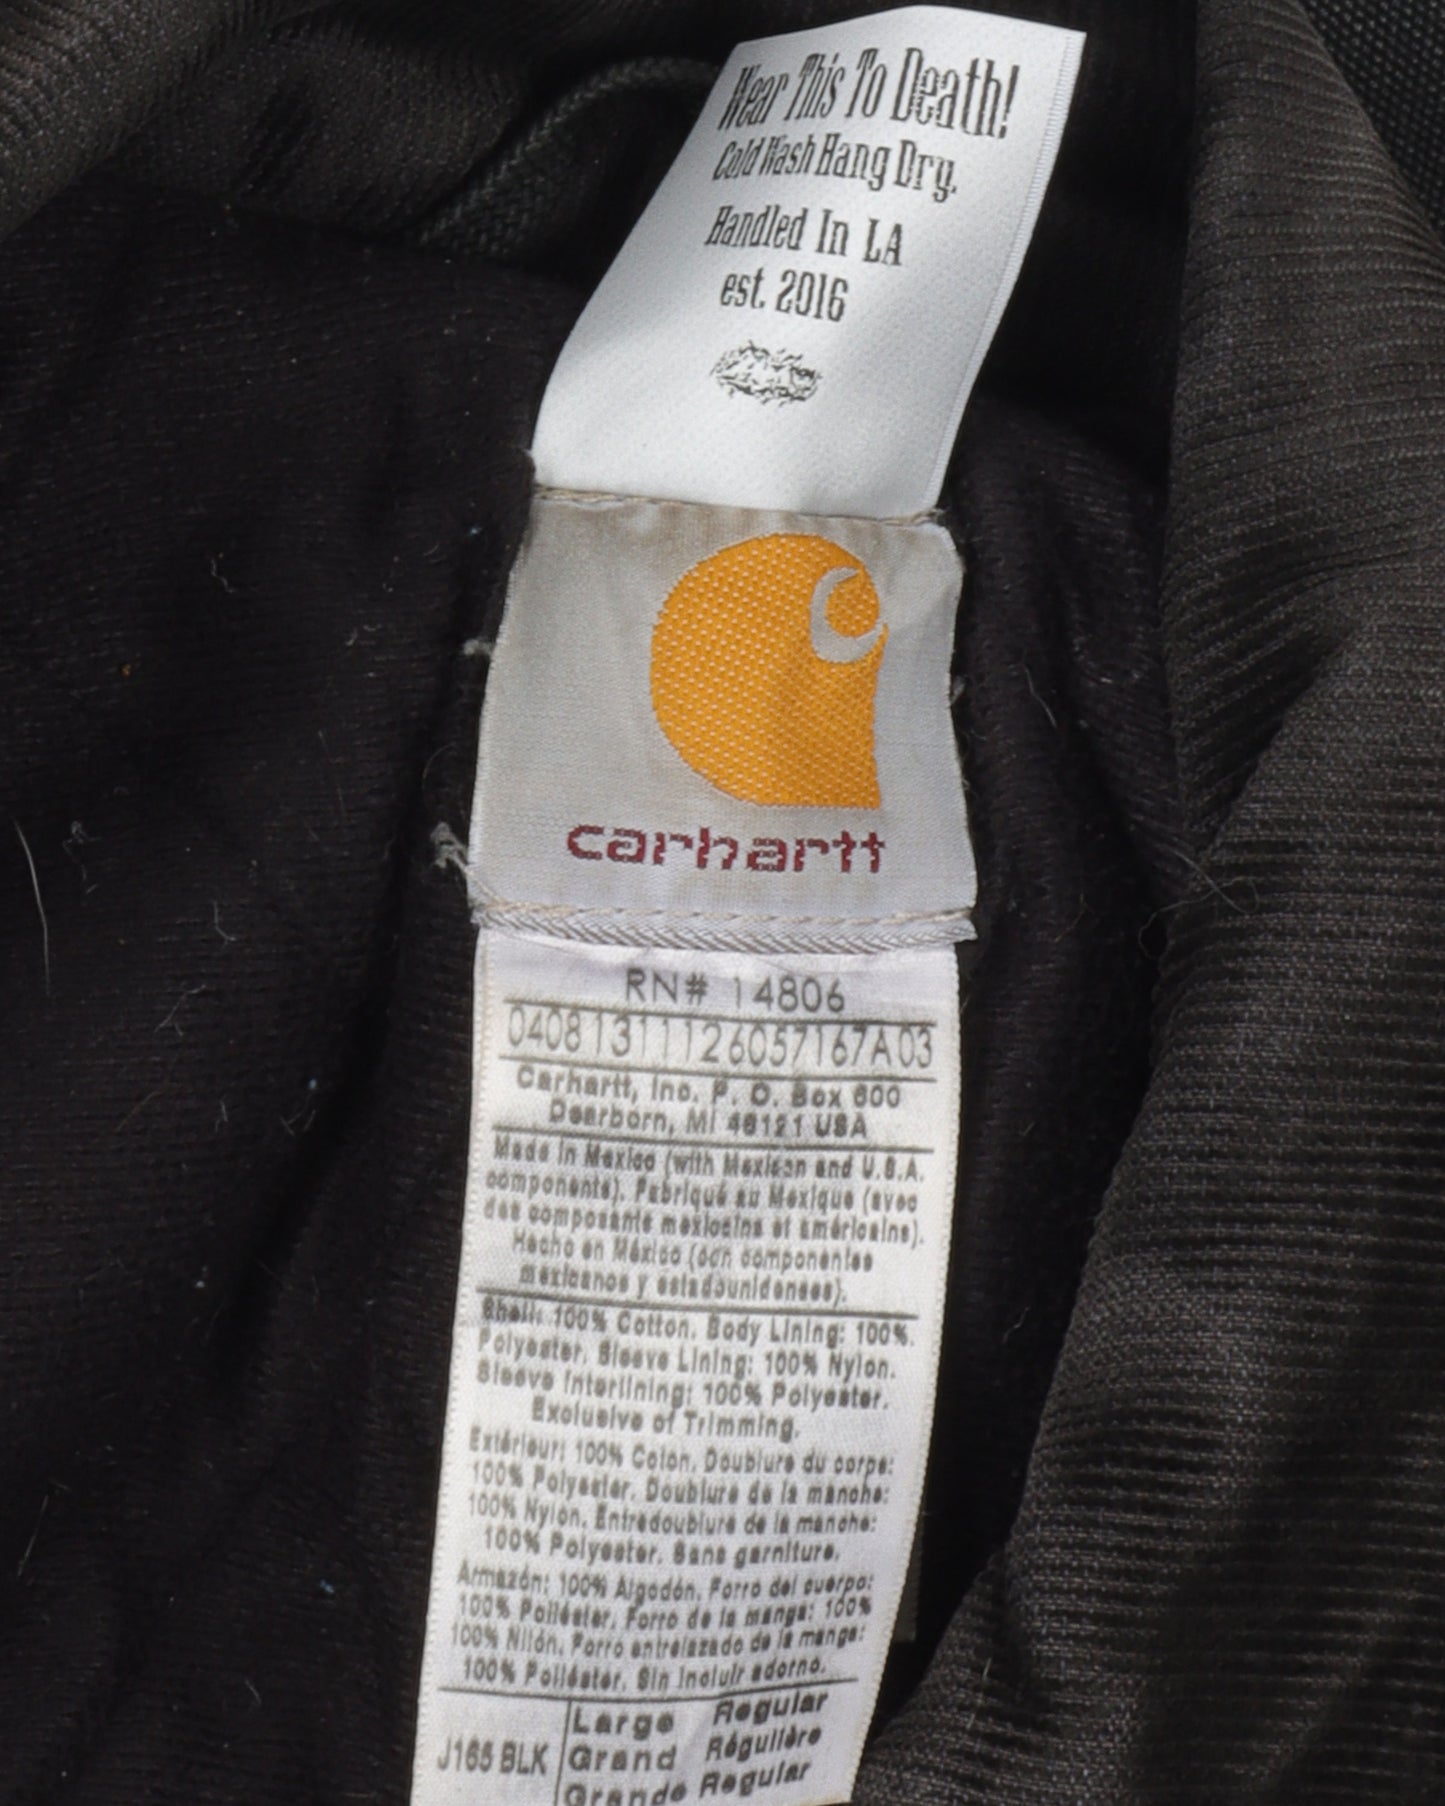 Wear This To Death!
Cold Wash Hang Dry.
Handled In LA
est. 2016
carhartt
RN# 14806
04081311126057167A03
Carhartt, Inc. P. O. Box 600
Dearborn, MI 48121 USA
Made in Mexico (with Mexican and U.S.A.
components). Fabriqué au Mexique (avec
des composants mexicains et américains).
Hecho en México (con componentes
mexicanos y estadounidenses).
Shell: 100% Cotton. Body Lining: 100%
Polyester. Sleeve Lining: 100% Nylon.
Sleeve Interlining: 100% Polyester.
Exclusive of Trimming.
Extérieur: 100% Coton. Doublure du corps:
100% Polyester. Doublure de la manche:
100% Nylon. Entredoublure de la manche:
100% Polyester. Sans garniture.
Armazón: 100% Algodón. Forro del cuerpo:
100% Poliéster. Forro de la manga: 100%
100% Nilón. Forro entrelazado de la manga:
100% Poliéster. Sin incluir adorno.
J165 BLK
Large Regular
Grand Régulière
Grande Regular